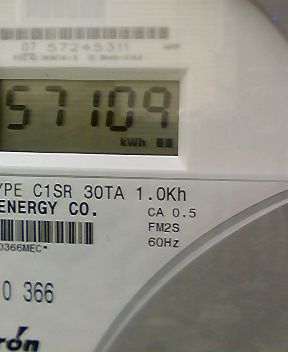 07 57245311
57109
kWh
YPE C1SR 30TA 1.0Kh
ENERGY CO.
CA 0.5
FM2S
60Hz
0366MEC*
0 366
rón